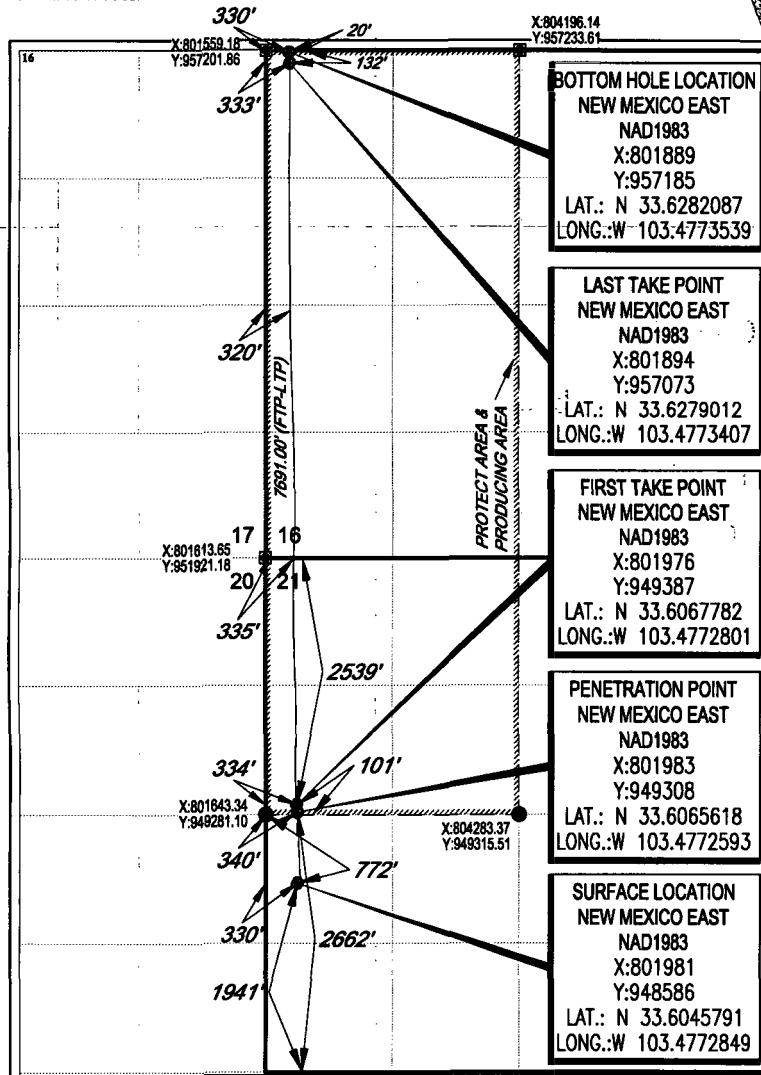 330'
20'
X:804196.14
Y:957233.61
X:801559.18
Y:957201.86
132'
16
333'
BOTTOM HOLE LOCATION
NEW MEXICO EAST
NAD1983
X:801889
Y:957185
LAT.: N 33.6282087
LONG.:W 103.4773539
LAST TAKE POINT
NEW MEXICO EAST
NAD1983
X:801894
Y:957073
LAT.: N 33.6279012
LONG.:W 103.4773407
320'
7691.00' (FTP-LTP)
PROTECT AREA &
PRODUCING AREA
FIRST TAKE POINT
NEW MEXICO EAST
NAD1983
X:801976
Y:949387
LAT.: N 33.6067782
LONG.:W 103.4772801
17 16
X:801613.65
Y:951921.18
20 21
335'
2539'
PENETRATION POINT
NEW MEXICO EAST
NAD1983
X:801983
Y:949308
LAT.: N 33.6065618
LONG.:W 103.4772593
334'
101'
X:801643.34
Y:949281.10
X:804283.37
Y:949315.51
340'
772'
SURFACE LOCATION
NEW MEXICO EAST
NAD1983
X:801981
Y:948586
LAT.: N 33.6045791
LONG.:W 103.4772849
330'
2662'
1941'